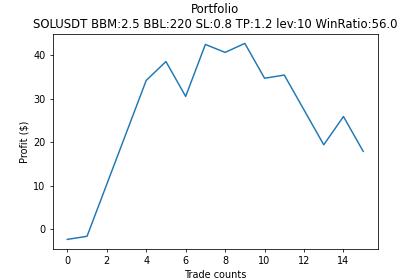 Portfolio
SOLUSDT BBM:2.5 BBL:220 SL:0.8 TP:1.2 lev:10 WinRatio:56.0
Profit ($)
40
30
20
10
0
0 2 4 6 8 10 12 14
Trade counts